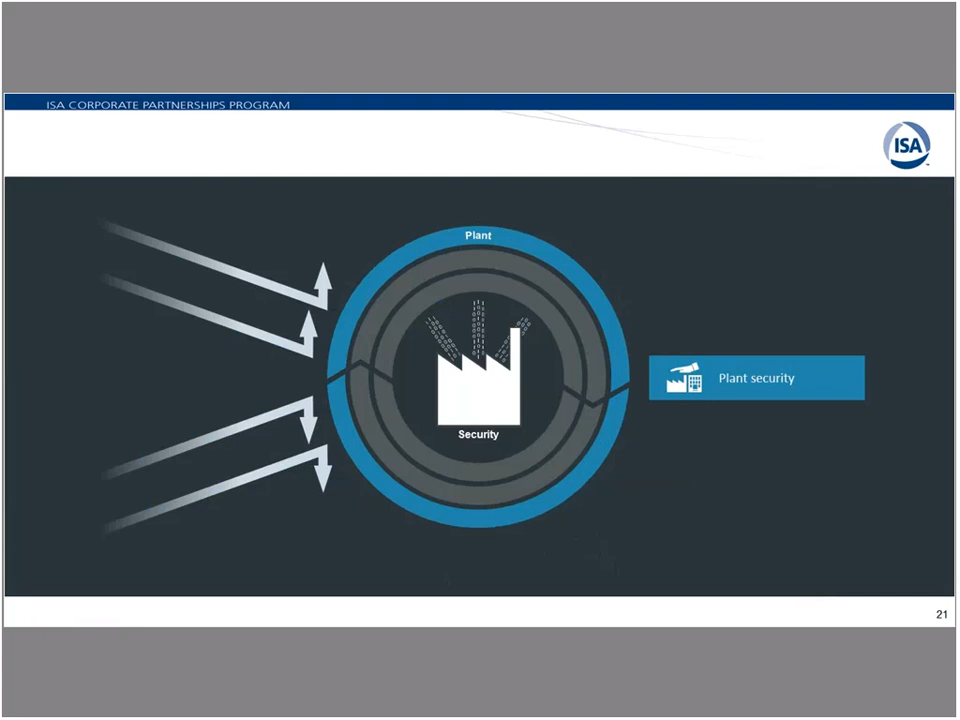 ISA CORPORATE PARTNERSHIPS PROGRAM
ISA
Plant
Plant security
Security
21